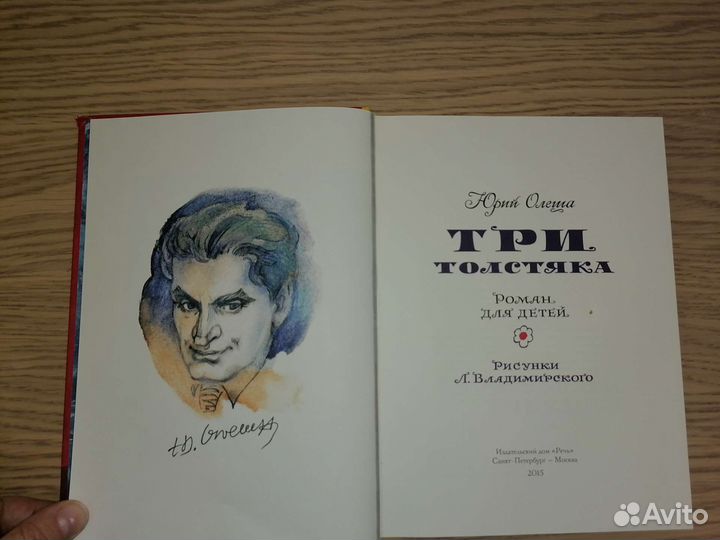 Ю. Олеша
Юрий Олеша
ТРИ
ТОЛСТЯКА
РОМАН
ДЛЯ ДЕТЕЙ
РИСУНКИ
Л. ВЛАДИМИРСКОГО
Издательский дом «Речь»
Санкт-Петербург – Москва
2015
Avito